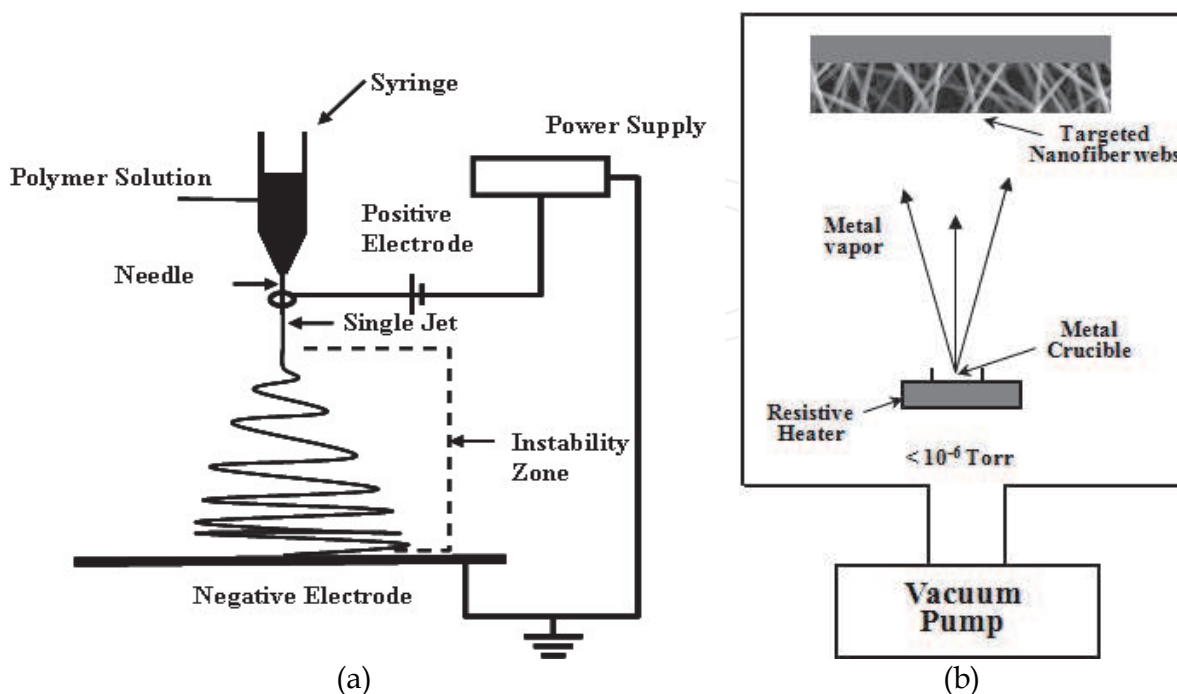 Syringe
Power Supply
Polymer Solution
Positive
Electrode
Needle
Single Jet
Instability
Zone
Negative Electrode
(a)
Targeted
Nanofiber webs
Metal
vapor
Metal
Crucible
Resistive
Heater
< 10⁻⁶ Torr
Vacuum
Pump
(b)